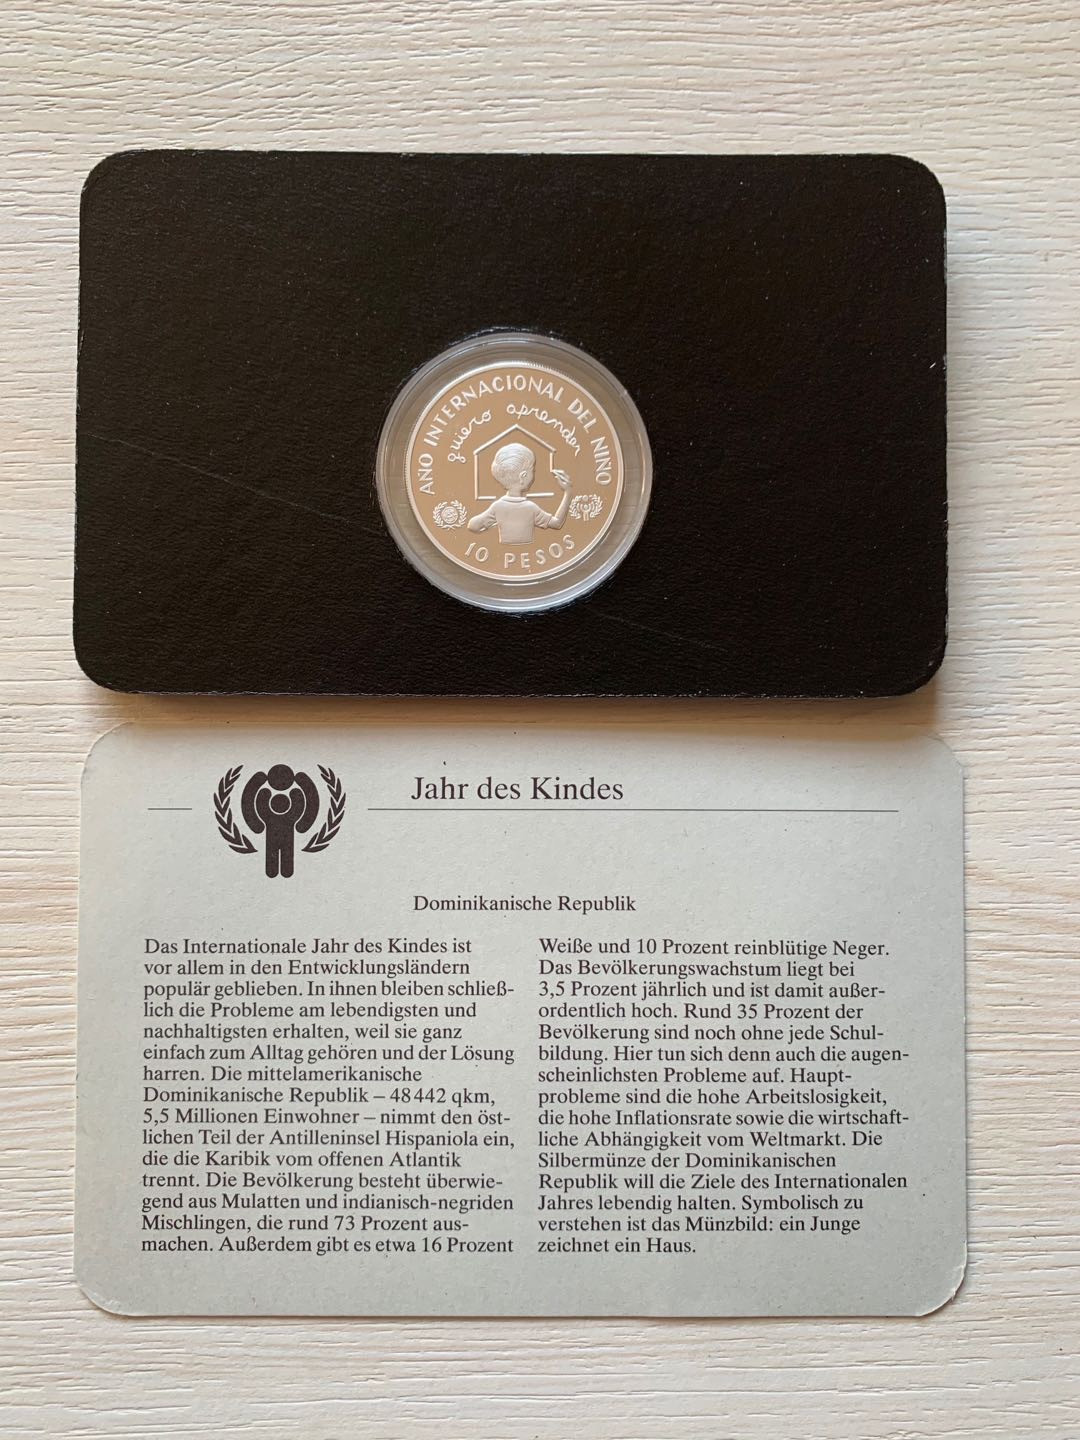 AÑO INTERNACIONAL DEL NIÑO
quiero aprender
10 PESOS
Jahr des Kindes
Dominikanische Republik
Das Internationale Jahr des Kindes ist
vor allem in den Entwicklungsländern
populär geblieben. In ihnen bleiben schließ-
lich die Probleme am lebendigsten und
nachhaltigsten erhalten, weil sie ganz
einfach zum Alltag gehören und der Lösung
harren. Die mittelamerikanische
Dominikanische Republik – 48 442 qkm,
5,5 Millionen Einwohner – nimmt den öst-
lichen Teil der Antilleninsel Hispaniola ein,
die die Karibik vom offenen Atlantik
trennt. Die Bevölkerung besteht überwie-
gend aus Mulatten und indianisch-negriden
Mischlingen, die rund 73 Prozent aus-
machen. Außerdem gibt es etwa 16 Prozent
Weiße und 10 Prozent reinblütige Neger.
Das Bevölkerungswachstum liegt bei
3,5 Prozent jährlich und ist damit außer-
ordentlich hoch. Rund 35 Prozent der
Bevölkerung sind noch ohne jede Schul-
bildung. Hier tun sich denn auch die augen-
scheinlichsten Probleme auf. Haupt-
probleme sind die hohe Arbeitslosigkeit,
die hohe Inflationsrate sowie die wirtschaft-
liche Abhängigkeit vom Weltmarkt. Die
Silbermünze der Dominikanischen
Republik will die Ziele des Internationalen
Jahres lebendig halten. Symbolisch zu
verstehen ist das Münzbild: ein Junge
zeichnet ein Haus.